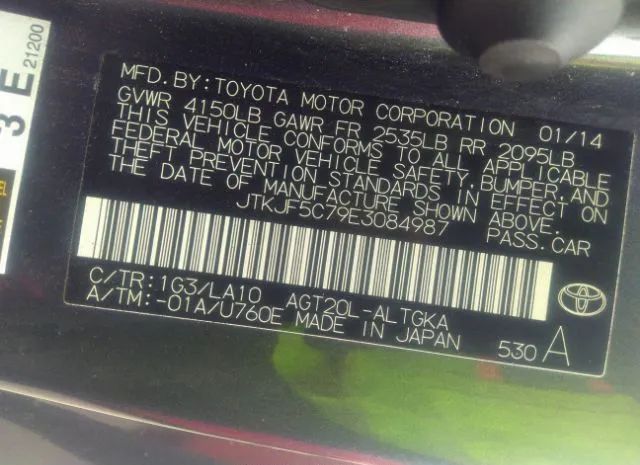 MFD. BY: TOYOTA MOTOR CORPORATION 01/14
GVWR 4150LB GAWR FR 2535LB RR 2095LB
THIS VEHICLE CONFORMS TO ALL APPLICABLE
FEDERAL MOTOR VEHICLE SAFETY, BUMPER, AND
THEFT PREVENTION STANDARDS IN EFFECT ON
THE DATE OF MANUFACTURE SHOWN ABOVE.
JTKJF5C79E3084987 PASS. CAR
C/TR: 1G3/LA10 AGT20L-ALTGKA
A/TM: -01A/U760E MADE IN JAPAN 530 A
TOYOTA
3 E
21200